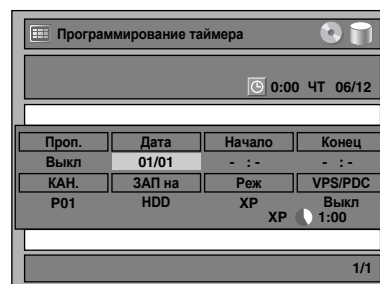 Программирование таймера
0:00 ЧТ 06/12
Проп. Дата Начало Конец
Выкл 01/01 - : - - : -
КАН. ЗАП на Реж VPS/PDC
P01 HDD XP Выкл
XP 1:00
1/1